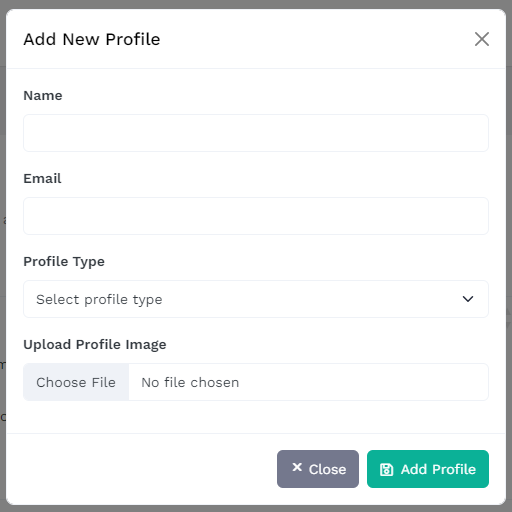 Add New Profile
Name
Email
Profile Type
Select profile type
Upload Profile Image
Choose File No file chosen
Close Add Profile